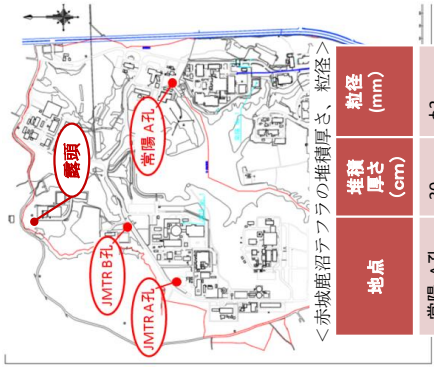 露頭
常陽 A孔
JMTR B孔
JMTR A孔
<赤城鹿沼テフラの堆積厚さ、粒径>
地点
堆積
厚さ
(cm)
粒径
(mm)
常陽 A孔